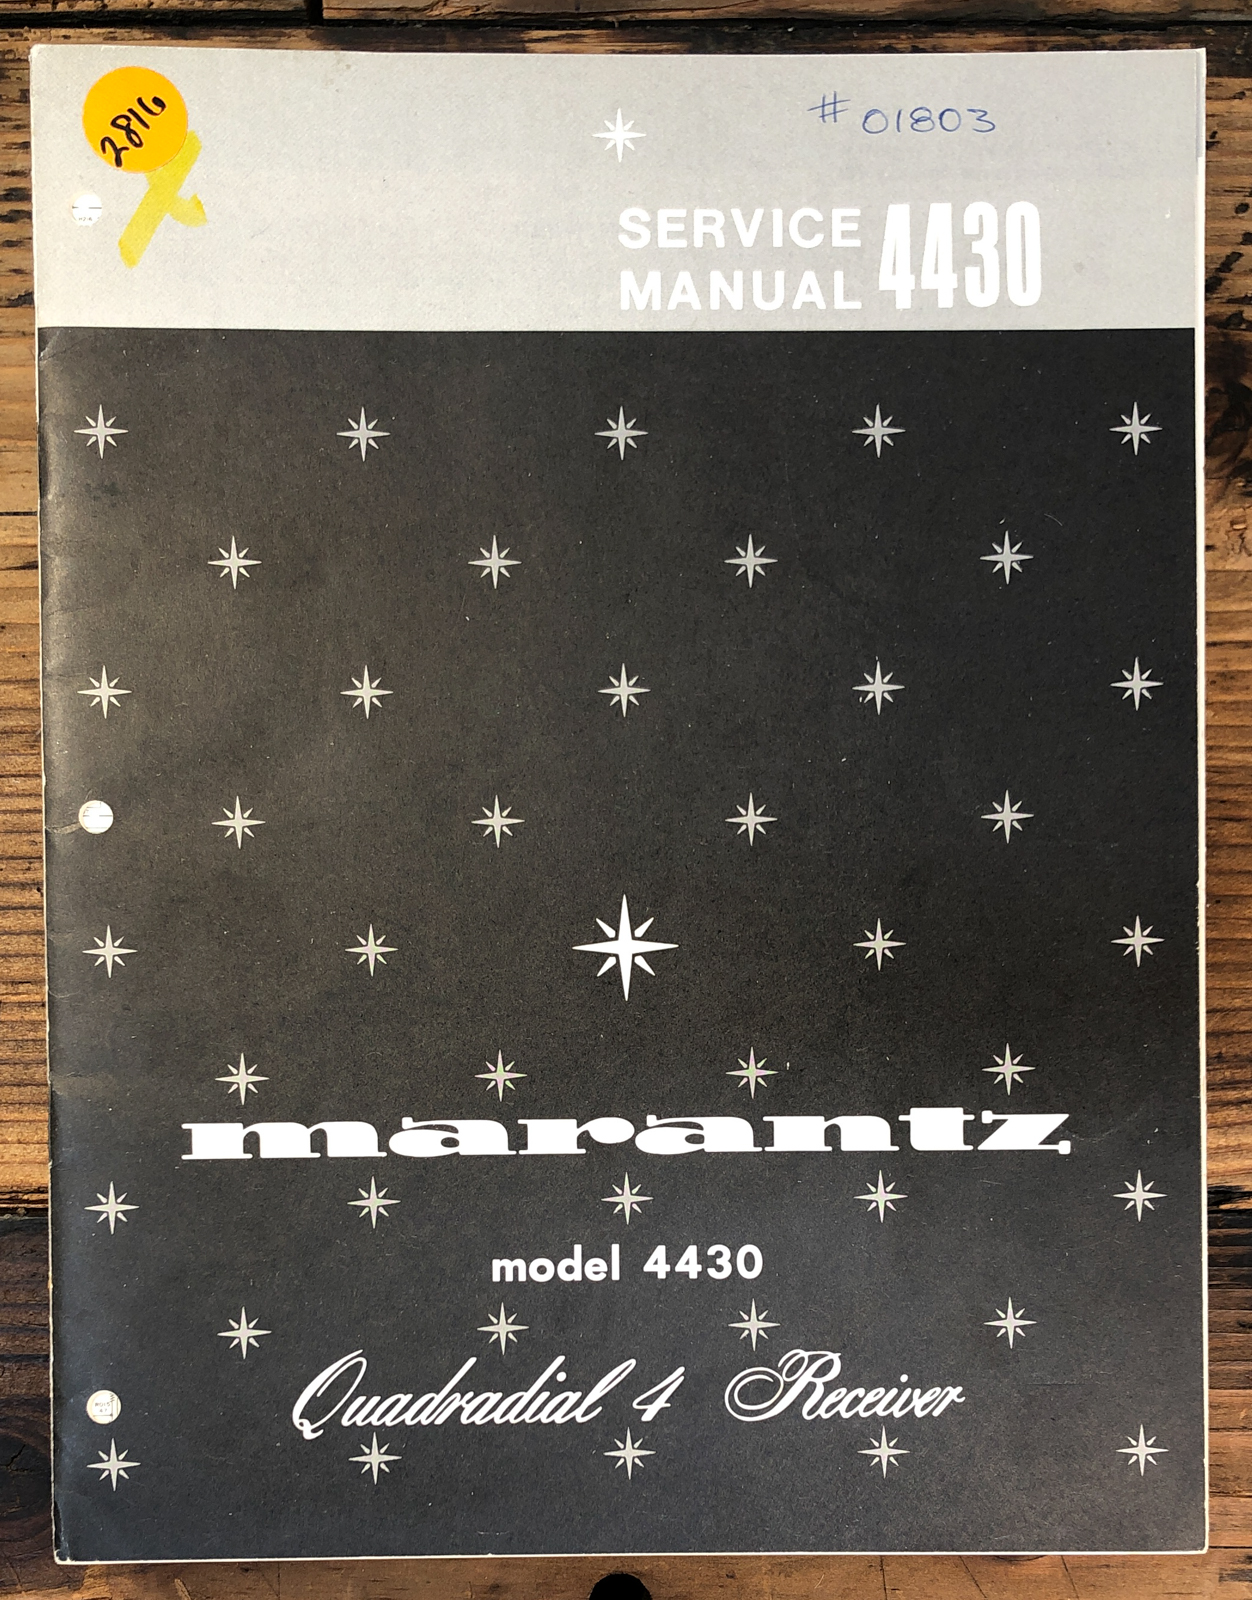 2816
# 01803
SERVICE
MANUAL 4430
marantz
model 4430
Quadradial 4 Receiver